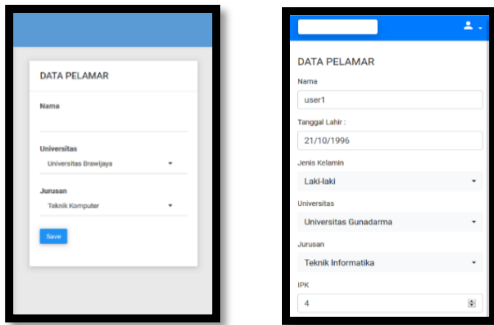 DATA PELAMAR
Nama
Universitas
Universitas Brawijaya
Jurusan
Teknik Komputer
Save
DATA PELAMAR
Nama
user1
Tanggal Lahir :
21/10/1996
Jenis Kelamin
Laki-laki
Universitas
Universitas Gunadarma
Jurusan
Teknik Informatika
IPK
4